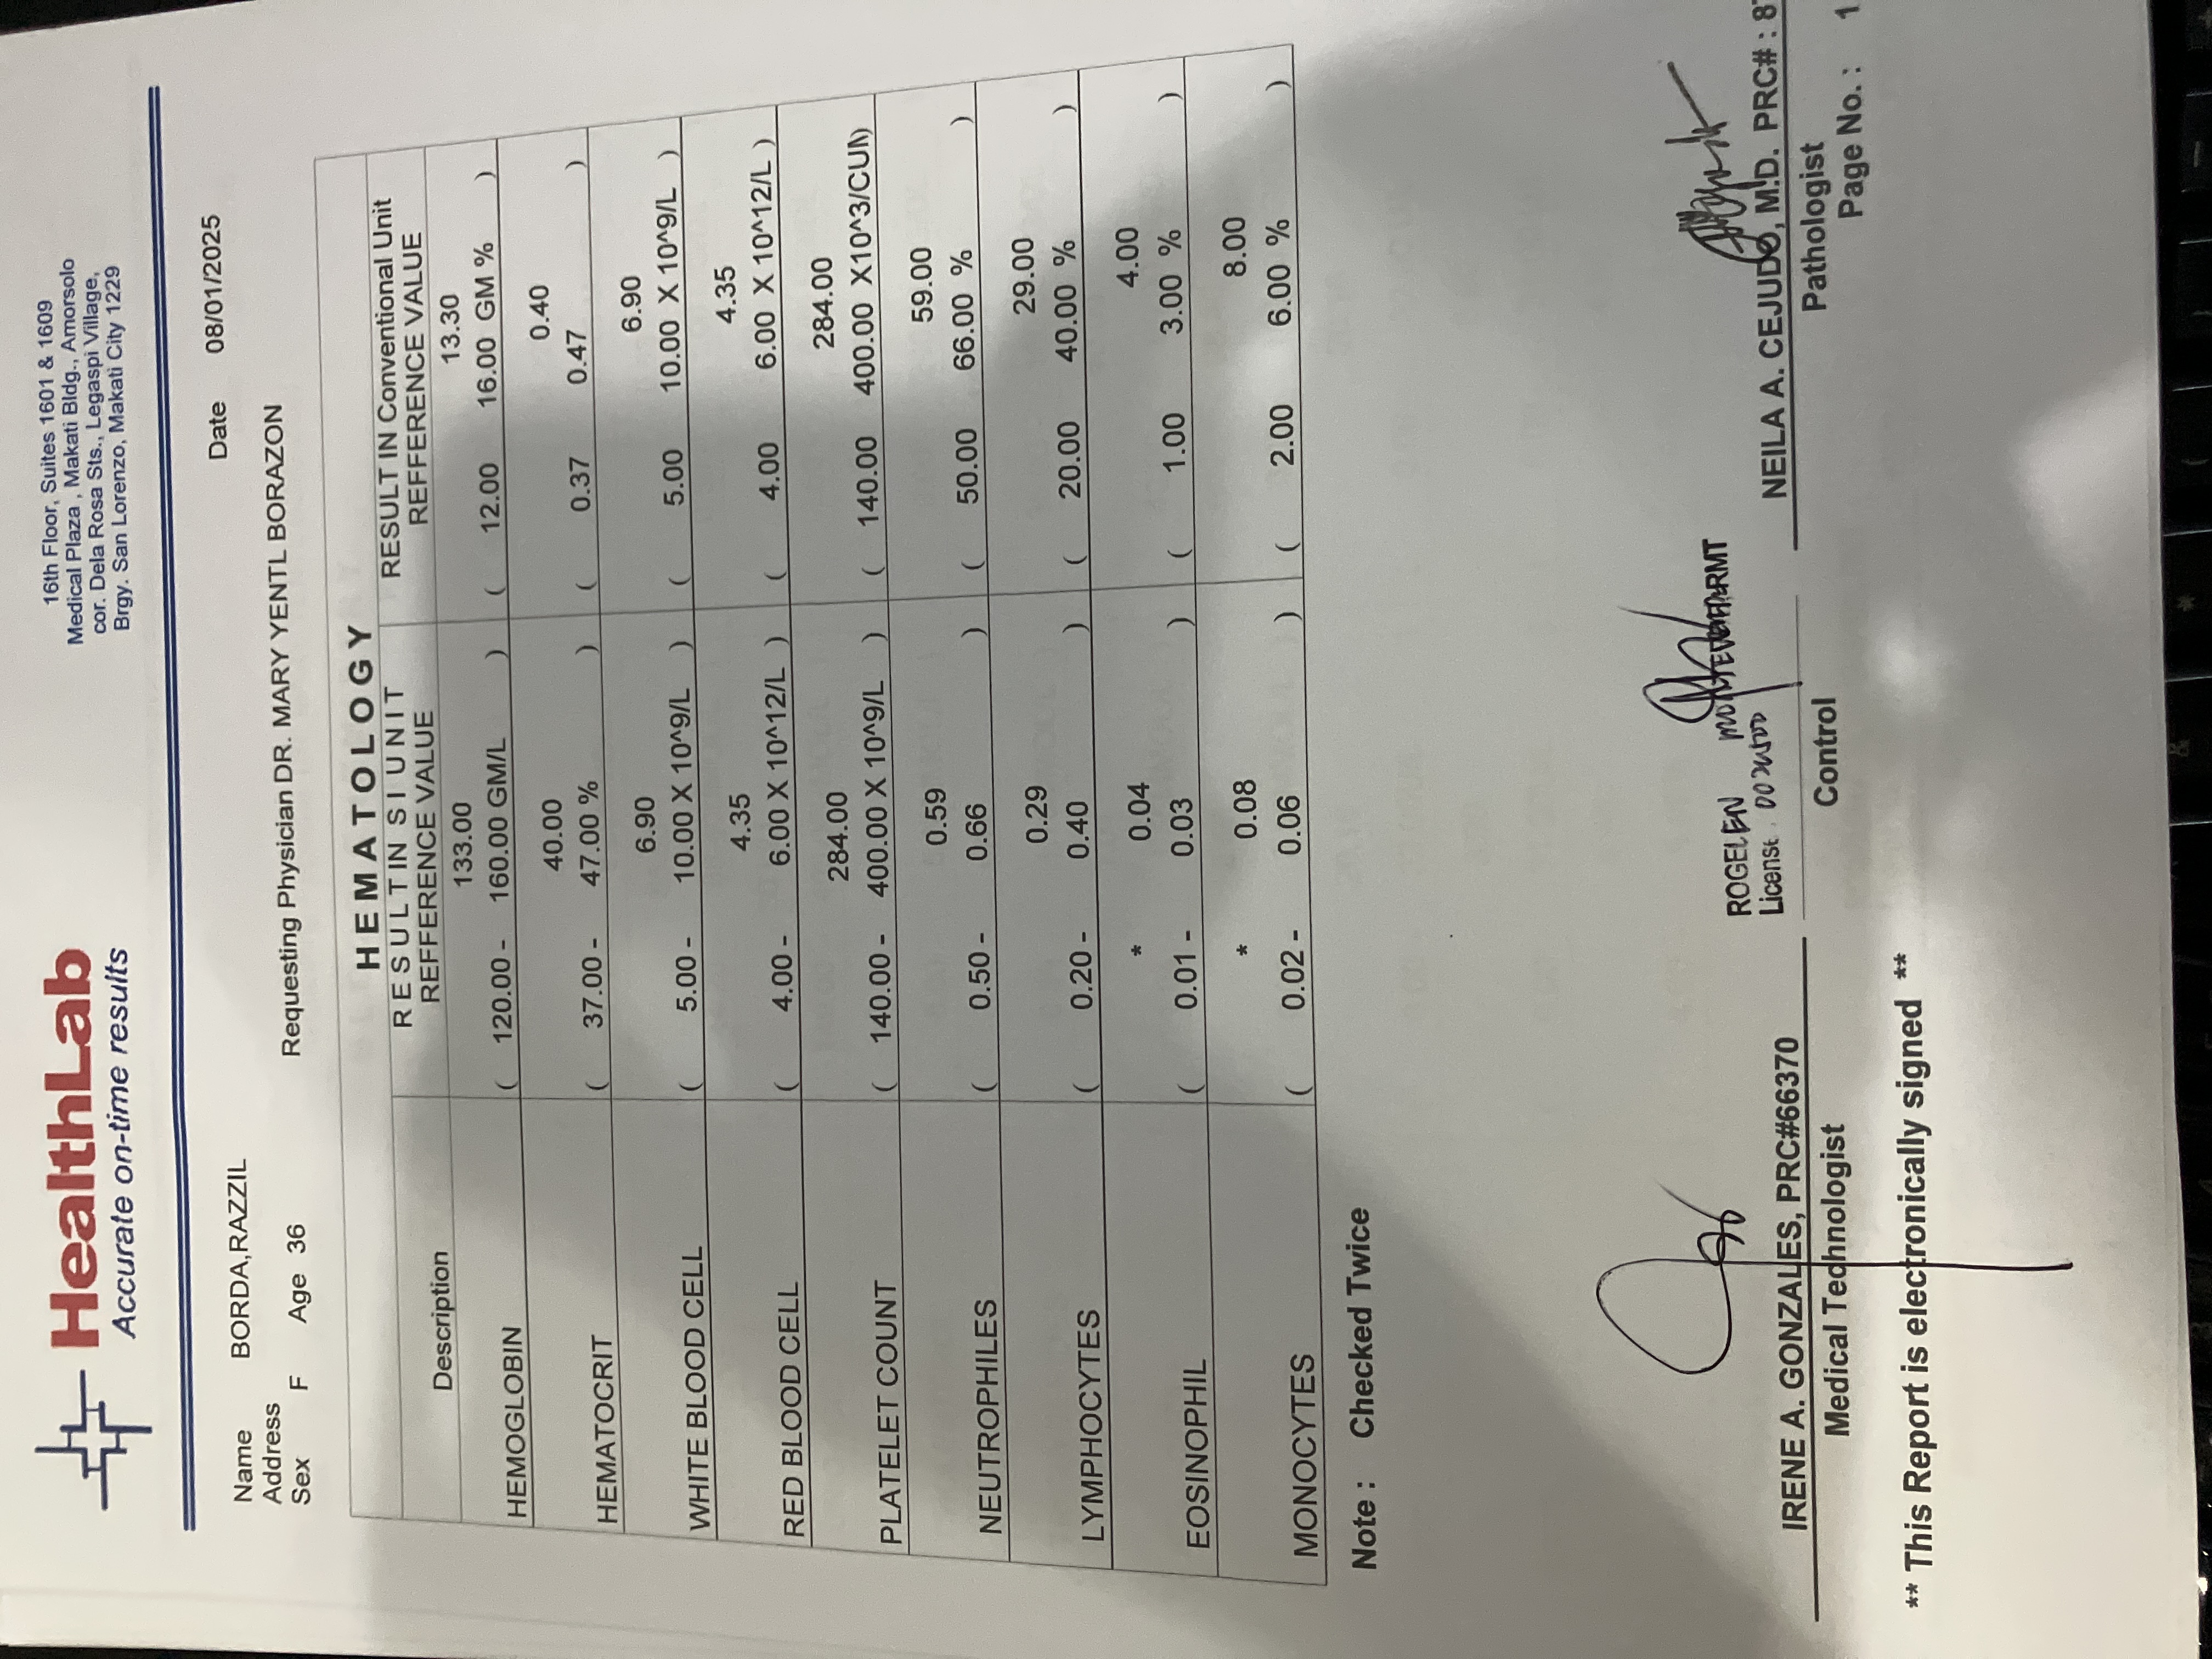 HealthLab
Accurate on-time results
16th Floor, Suites 1601 & 1609
Medical Plaza , Makati Bldg., Amorsolo
cor. Dela Rosa Sts., Legaspi Village,
Brgy. San Lorenzo, Makati City 1229
Date 08/01/2025
Name BORDA,RAZZIL
Address
Sex F Age 36 Requesting Physician DR. MARY YENTL BORAZON
HEMATOLOGY
Description
RESULT IN SI UNIT
REFFERENCE VALUE
RESULT IN Conventional Unit
REFFERENCE VALUE
133.00 13.30
HEMOGLOBIN ( 120.00 - 160.00 GM/L ) ( 12.00 16.00 GM % )
40.00 0.40
HEMATOCRIT ( 37.00 - 47.00 % ) ( 0.37 0.47 )
6.90 6.90
WHITE BLOOD CELL ( 5.00 - 10.00 X 10^9/L ) ( 5.00 10.00 X 10^9/L )
4.35 4.35
RED BLOOD CELL ( 4.00 - 6.00 X 10^12/L ) ( 4.00 6.00 X 10^12/L )
284.00 284.00
PLATELET COUNT ( 140.00 - 400.00 X 10^9/L ) ( 140.00 400.00 X10^3/CUM)
0.59 59.00
NEUTROPHILES ( 0.50 - 0.66 ) ( 50.00 66.00 % )
0.29 29.00
LYMPHOCYTES ( 0.20 - 0.40 ) ( 20.00 40.00 % )
* 0.04 4.00
EOSINOPHIL ( 0.01 - 0.03 ) ( 1.00 3.00 % )
* 0.08 8.00
MONOCYTES ( 0.02 - 0.06 ) ( 2.00 6.00 % )
Note : Checked Twice
IRENE A. GONZALES, PRC#66370
Medical Technologist
ROGELEN RMT
License
Control
NEILA A. CEJUDO, M.D. PRC# : 8
Pathologist
Page No. : 1
** This Report is electronically signed **